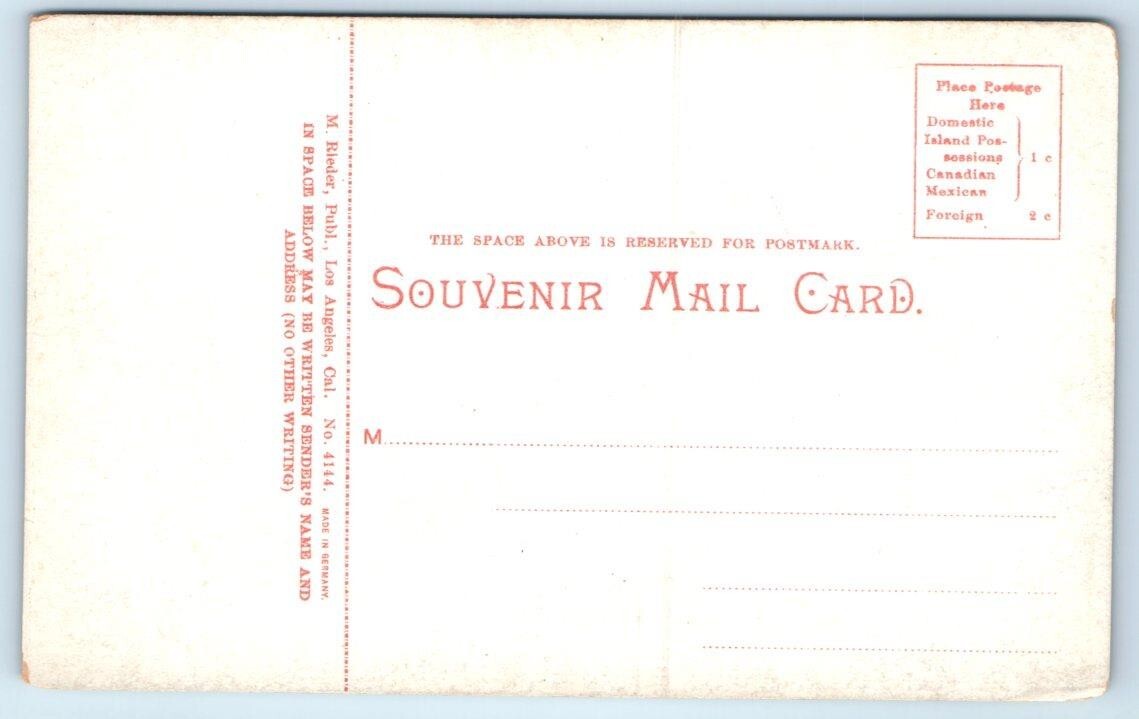 M. Rieder, Publ., Los Angeles, Cal. No. 4144. MADE IN GERMANY.
IN SPACE BELOW MAY BE WRITTEN SENDER'S NAME AND
ADDRESS (NO OTHER WRITING)
Place Postage
Here
Domestic
Island Pos-
sessions } 1 c
Canadian
Mexican
Foreign 2 c
THE SPACE ABOVE IS RESERVED FOR POSTMARK.
SOUVENIR MAIL CARD.
M